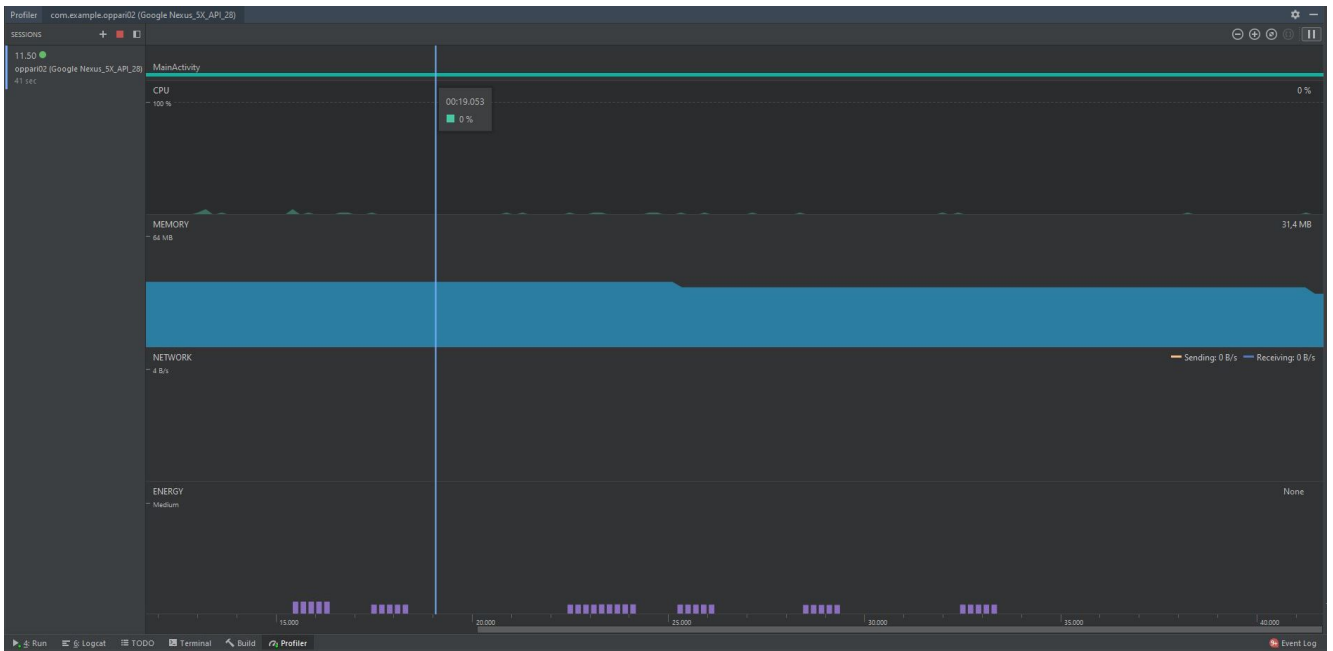 Profiler com.example.oppari02 (Google Nexus_5X_API_28)
SESSIONS
11.50
oppari02 (Google Nexus_5X_API_28)
41 sec
MainActivity
CPU 0 %
100 %
00:19.053
0 %
MEMORY 31,4 MB
64 MB
NETWORK Sending: 0 B/s Receiving: 0 B/s
4 B/s
ENERGY None
Medium
15.000 20.000 25.000 30.000 35.000 40.000
4: Run 6: Logcat TODO Terminal Build Profiler 9+ Event Log